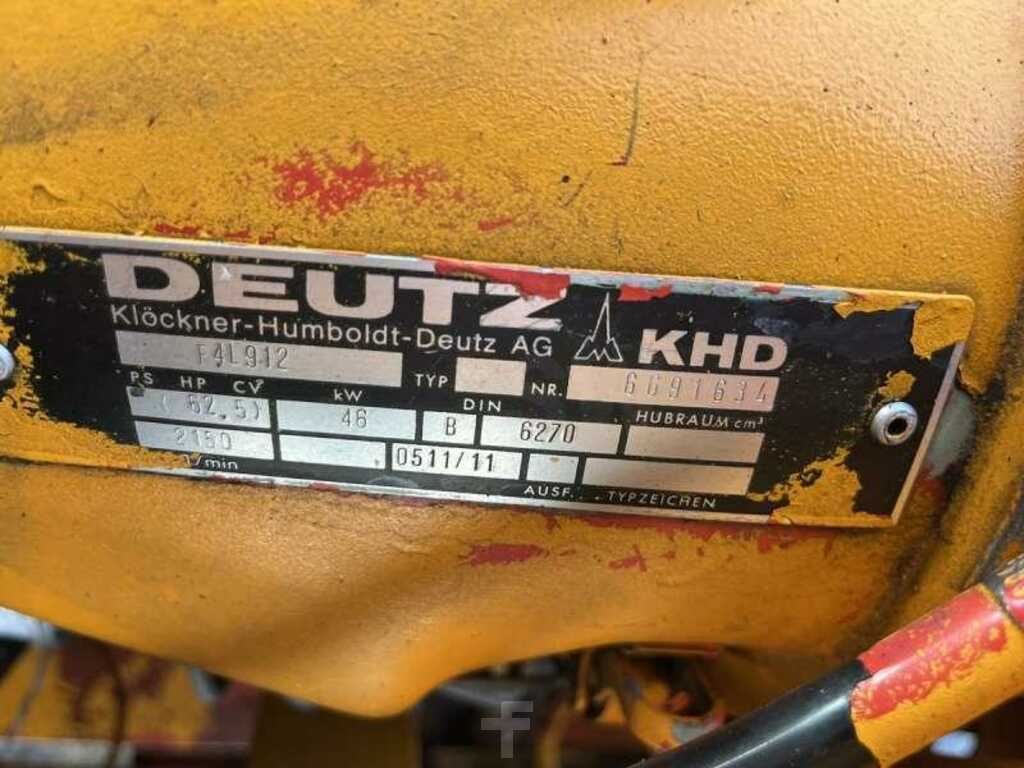 DEUTZ
Klöckner-Humboldt-Deutz AG KHD
F4L912 TYP NR. 6691634
PS HP CV kW DIN HUBRAUM cm³
(62,5) 46 B 6270
2150 0511/11
1/min AUSF. TYPZEICHEN